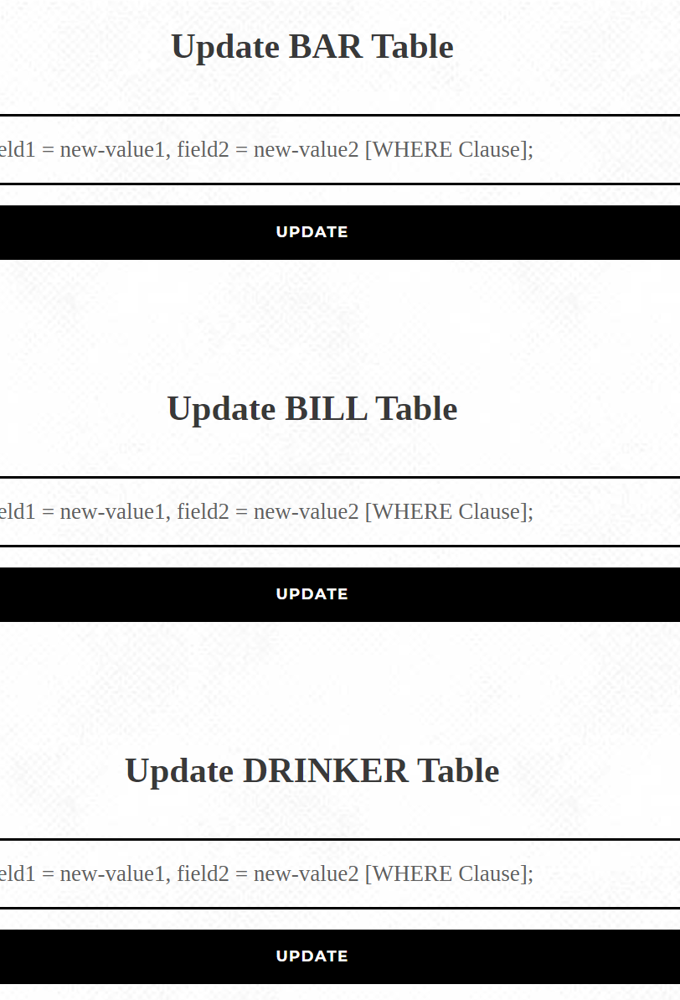 Update BAR Table
eld1 = new-value1, field2 = new-value2 [WHERE Clause];
UPDATE
Update BILL Table
eld1 = new-value1, field2 = new-value2 [WHERE Clause];
UPDATE
Update DRINKER Table
eld1 = new-value1, field2 = new-value2 [WHERE Clause];
UPDATE